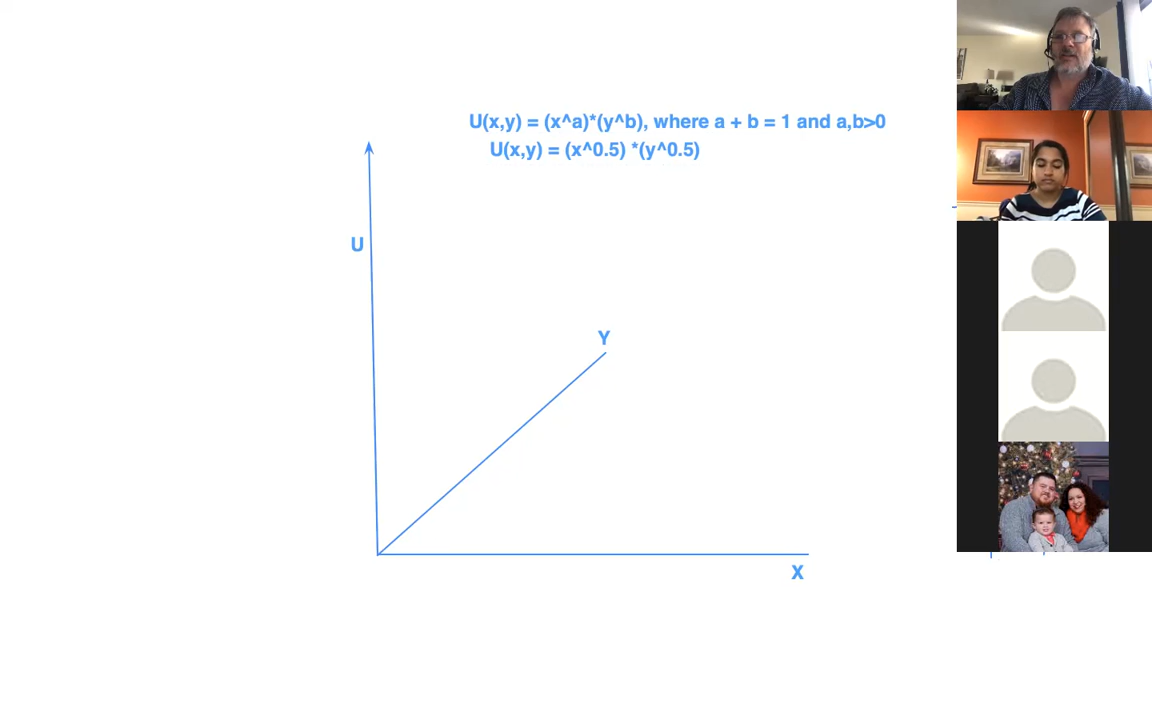 U(x,y) = (x^a)*(y^b), where a + b = 1 and a,b>0
U(x,y) = (x^0.5) *(y^0.5)
U
Y
X